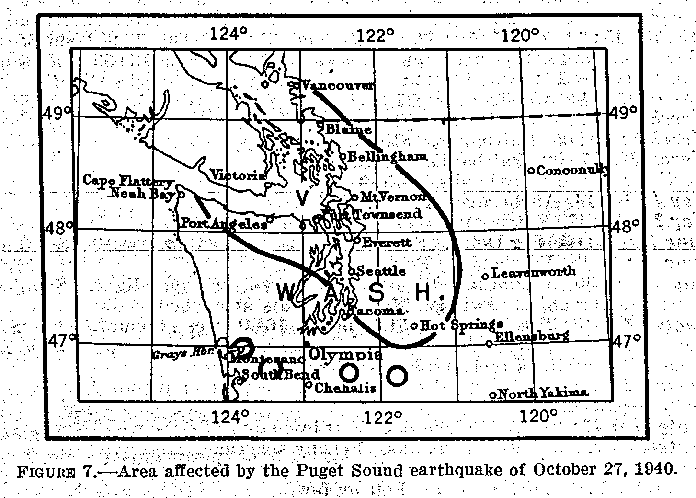 124° 122° 120°
Vancouver
49° 49°
Blaine
Bellingham
Conconully
Victoria
Cape Flattery
Neah Bay
V
Mt Vernon
Port Townsend
Port Angeles
48° 48°
Everett
Seattle
Leavenworth
W A S H.
Tacoma
Hot Springs
Ellensburg
47° 47°
Grays Hbr.
Montesano
Olympia
South Bend
Chehalis
North Yakima
124° 122° 120°
FIGURE 7.—Area affected by the Puget Sound earthquake of October 27, 1940.